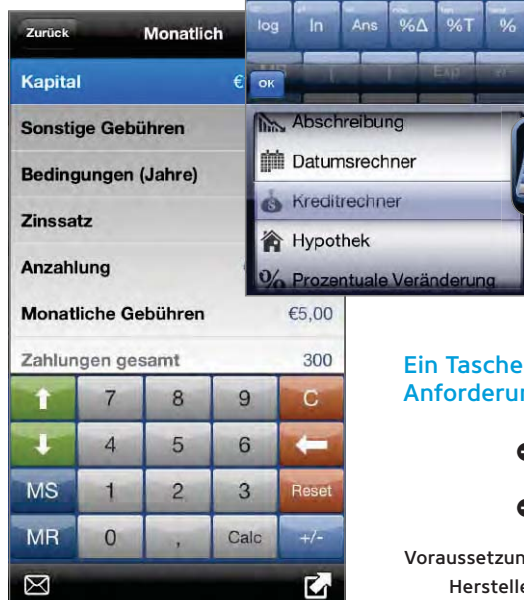 Zurück
Monatlich
Kapital
€
Sonstige Gebühren
Bedingungen (Jahre)
Zinssatz
Anzahlung
Monatliche Gebühren
€5,00
Zahlungen gesamt
300
7 8 9 C
4 5 6
MS 1 2 3 Reset
MR 0 , Calc +/-
log In Ans %Δ %T %
Exp +/-
OK
Abschreibung
Datumsrechner
Kreditrechner
Hypothek
Prozentuale Veränderung
Ein Tasche
Anforderun
Voraussetzun
Herstelle